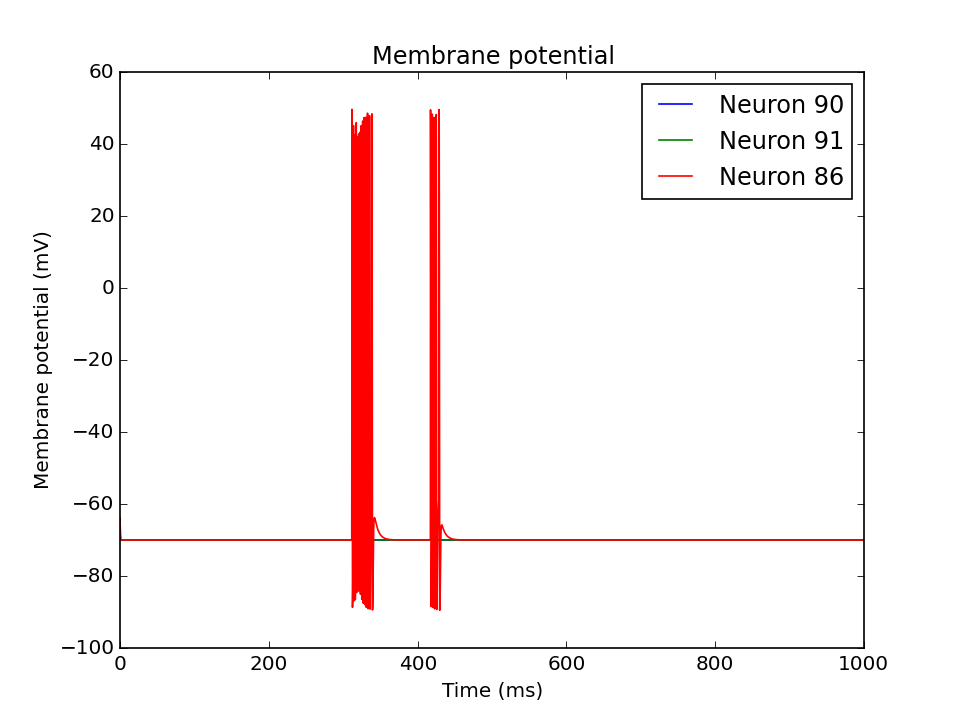 Membrane potential
60
40
20
0
−20
−40
−60
−80
−100
Membrane potential (mV)
Neuron 90
Neuron 91
Neuron 86
0 200 400 600 800 1000
Time (ms)